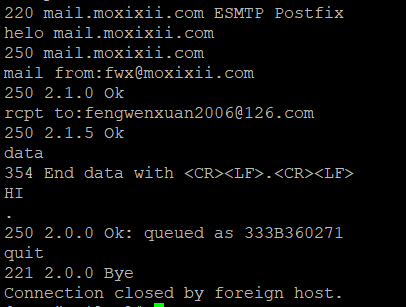 220 mail.moxixii.com ESMTP Postfix
helo mail.moxixii.com
250 mail.moxixii.com
mail from:fwx@moxixii.com
250 2.1.0 Ok
rcpt to:fengwenxuan2006@126.com
250 2.1.5 Ok
data
354 End data with <CR><LF>.<CR><LF>
HI
.
250 2.0.0 Ok: queued as 333B360271
quit
221 2.0.0 Bye
Connection closed by foreign host.